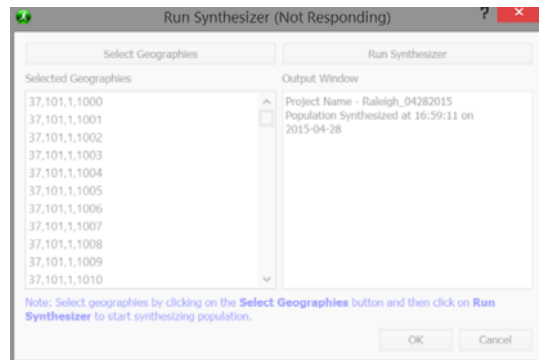 Run Synthesizer (Not Responding)
?
Select Geographies
Run Synthesizer
Selected Geographies
Output Window
37,101,1,1000
37,101,1,1001
37,101,1,1002
37,101,1,1003
37,101,1,1004
37,101,1,1005
37,101,1,1006
37,101,1,1007
37,101,1,1008
37,101,1,1009
37,101,1,1010
Project Name - Raleigh_04282015
Population Synthesized at 16:59:11 on
2015-04-28
Note: Select geographies by clicking on the Select Geographies button and then click on Run
Synthesizer to start synthesizing population.
OK
Cancel